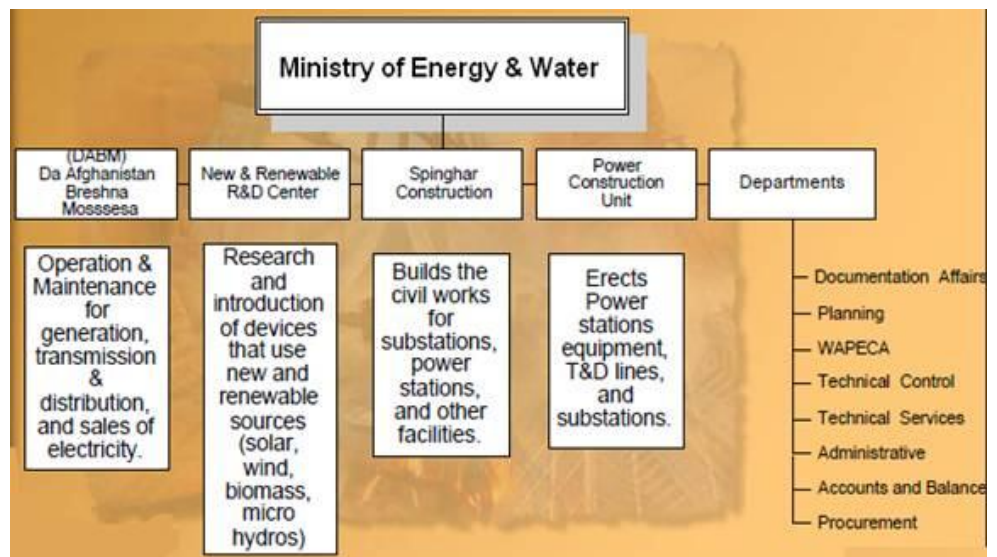 Ministry of Energy & Water
(DABM)
Da Afghanistan
Breshna
Mosssesa
New & Renewable
R&D Center
Spinghar
Construction
Power
Construction
Unit
Departments
Operation &
Maintenance
for
generation,
transmission
&
distribution,
and sales of
electricity.
Research
and
introduction
of devices
that use
new and
renewable
sources
(solar,
wind,
biomass,
micro
hydros)
Builds the
civil works
for
substations,
power
stations,
and other
facilities.
Erects
Power
stations
equipment,
T&D lines,
and
substations.
Documentation Affairs
Planning
WAPECA
Technical Control
Technical Services
Administrative
Accounts and Balance
Procurement